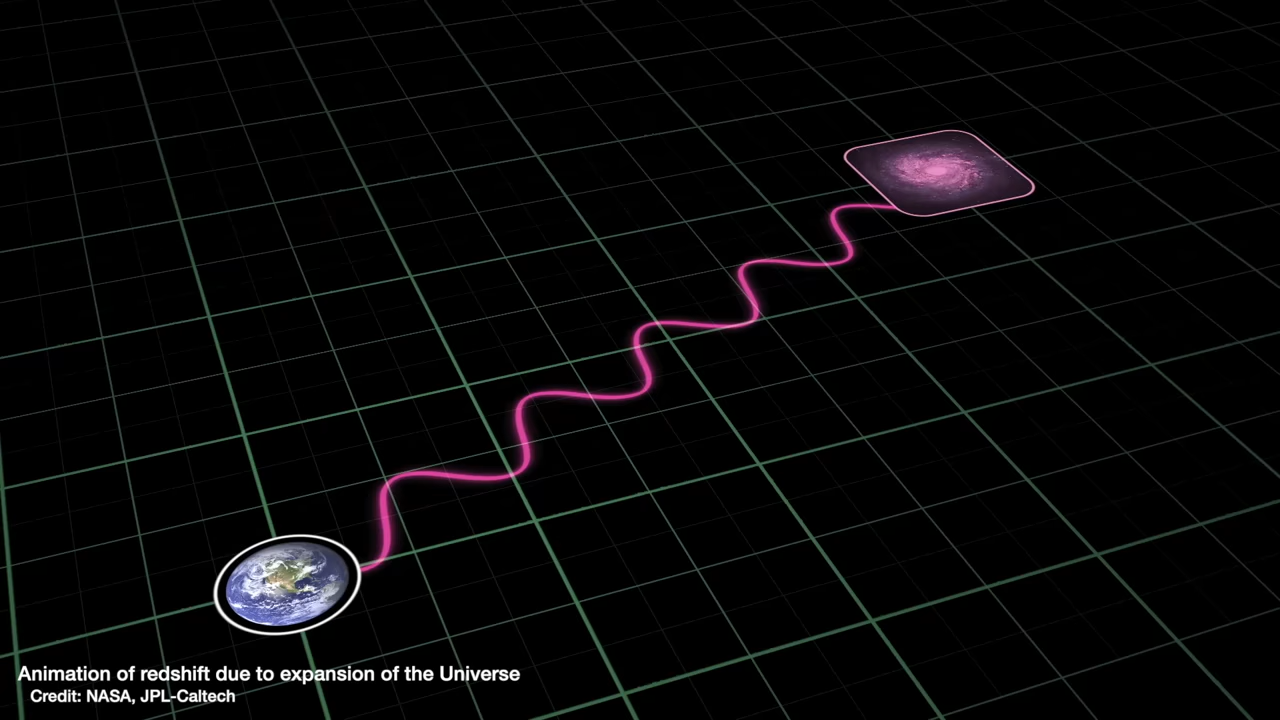 Animation of redshift due to expansion of the Universe
Credit: NASA, JPL-Caltech